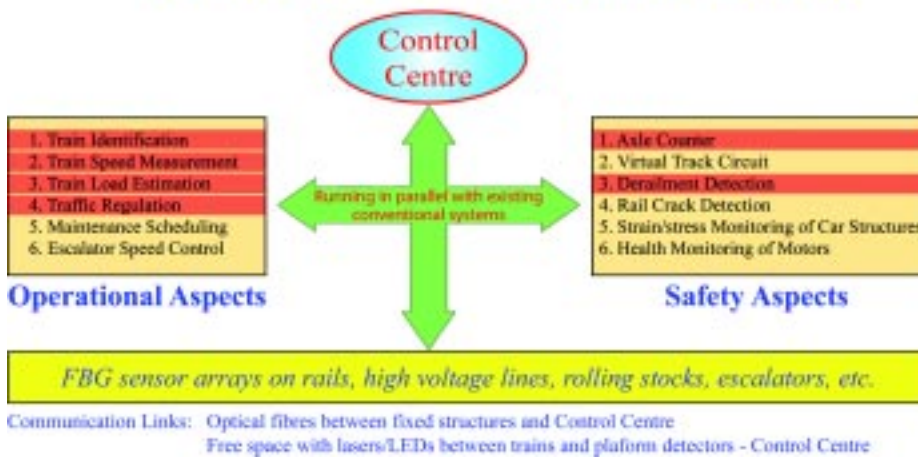 Control
Centre
1. Train Identification
2. Train Speed Measurement
3. Train Load Estimation
4. Traffic Regulation
5. Maintenance Scheduling
6. Escalator Speed Control
Operational Aspects
Running in parallel with existing
conventional systems
1. Axle Counter
2. Virtual Track Circuit
3. Derailment Detection
4. Rail Crack Detection
5. Strain/stress Monitoring of Car Structures
6. Health Monitoring of Motors
Safety Aspects
FBG sensor arrays on rails, high voltage lines, rolling stocks, escalators, etc.
Communication Links: Optical fibres between fixed structures and Control Centre
Free space with lasers/LEDs between trains and plaform detectors - Control Centre